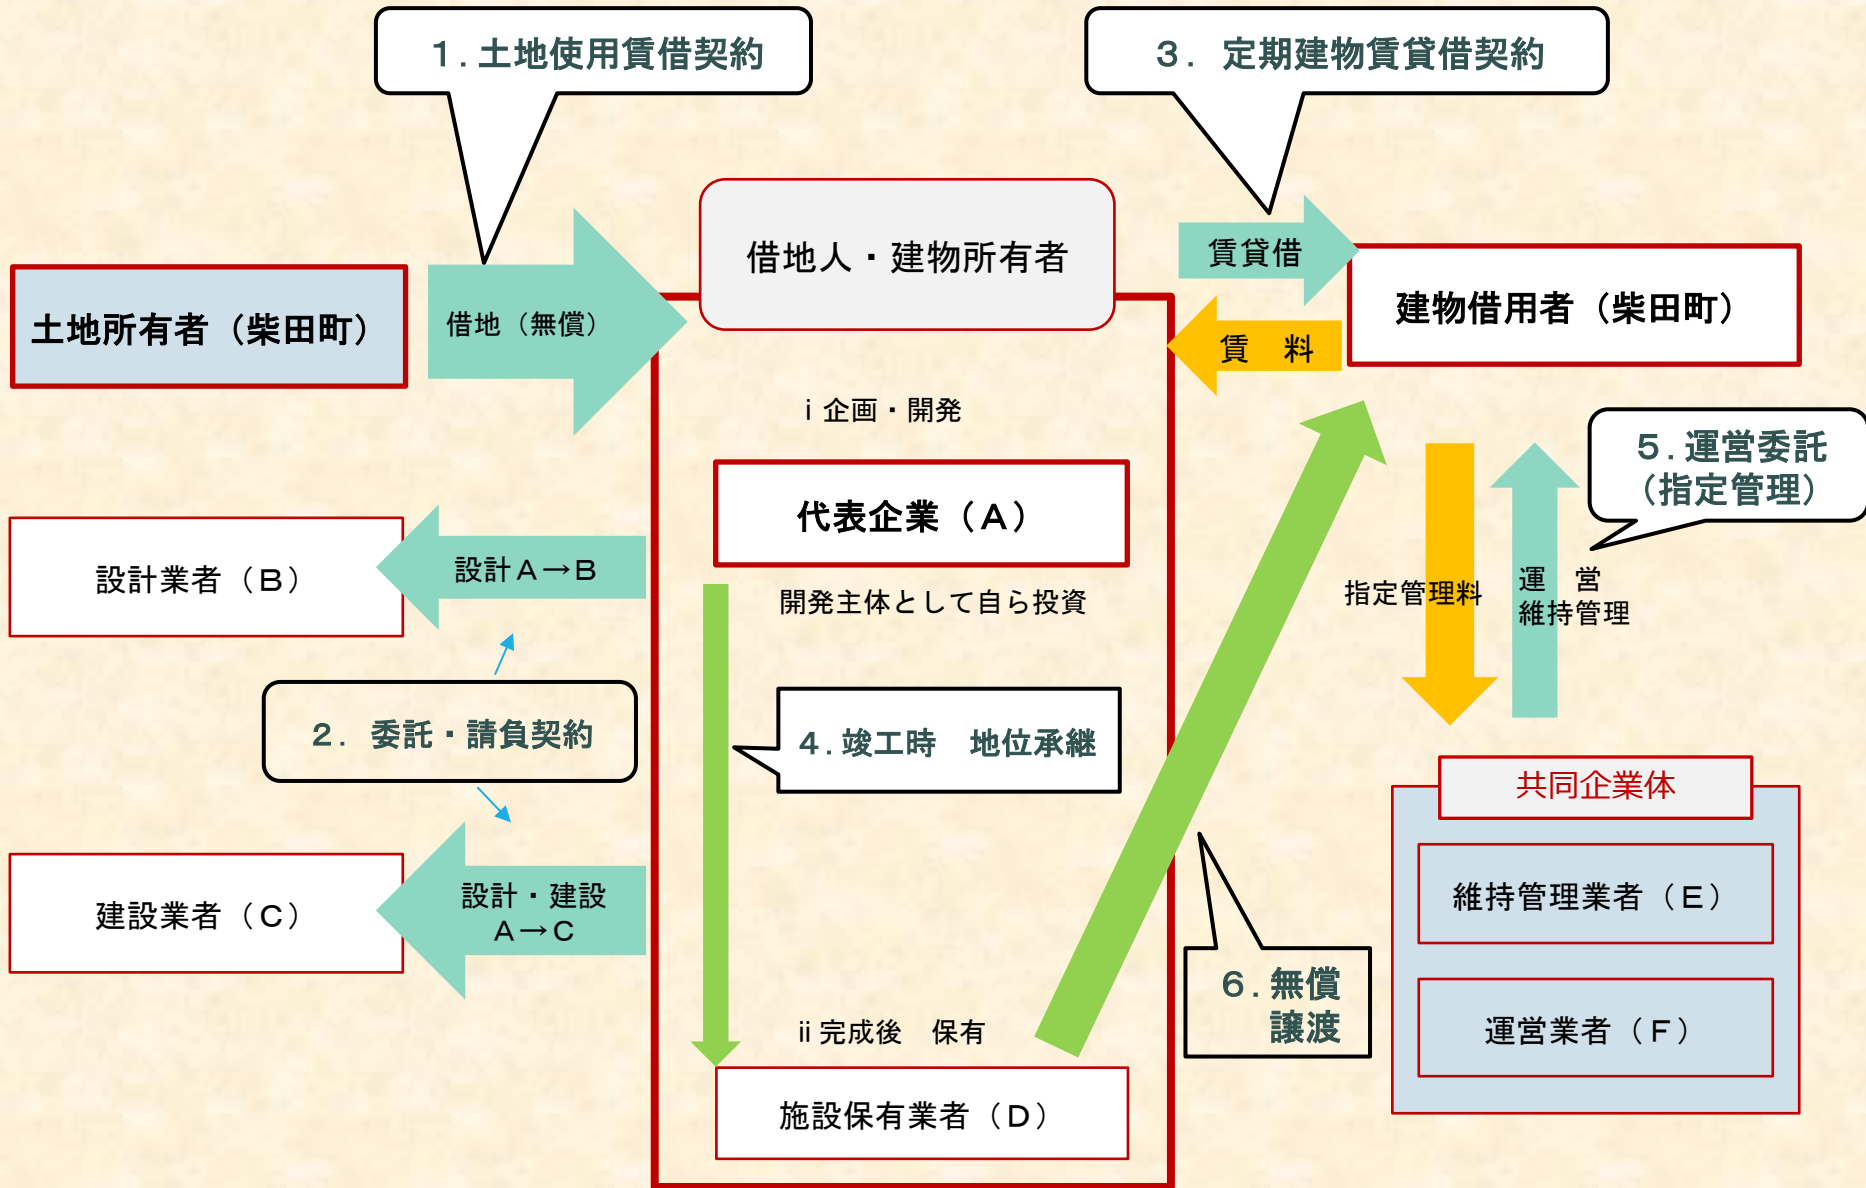 １.土地使用賃借契約
３．定期建物賃貸借契約
借地人・建物所有者
賃貸借
土地所有者（柴田町）
借地（無償）
建物借用者（柴田町）
賃　料
ⅰ企画・開発
５.運営委託
（指定管理）
代表企業（Ａ）
設計業者（Ｂ）
設計Ａ→Ｂ
開発主体として自ら投資
指定管理料
運　営
維持管理
２．委託・請負契約
４.竣工時　地位承継
共同企業体
建設業者（Ｃ）
設計・建設
Ａ→Ｃ
維持管理業者（Ｅ）
６.無償
譲渡
ⅱ完成後　保有
運営業者（Ｆ）
施設保有業者（Ｄ）